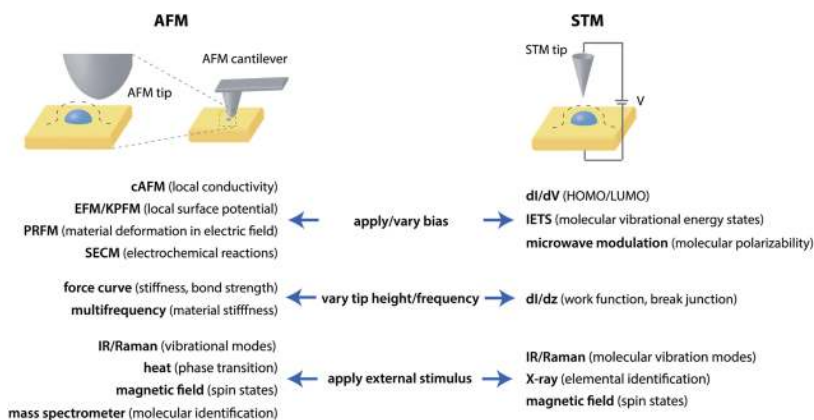 AFM
STM
AFM cantilever
AFM tip
STM tip
V
cAFM (local conductivity)
EFM/KPFM (local surface potential)
PRFM (material deformation in electric field)
SECM (electrochemical reactions)
apply/vary bias
dI/dV (HOMO/LUMO)
IETS (molecular vibrational energy states)
microwave modulation (molecular polarizability)
force curve (stiffness, bond strength)
multifrequency (material stifffness)
vary tip height/frequency
dI/dz (work function, break junction)
IR/Raman (vibrational modes)
heat (phase transition)
magnetic field (spin states)
mass spectrometer (molecular identification)
apply external stimulus
IR/Raman (molecular vibration modes)
X-ray (elemental identification)
magnetic field (spin states)